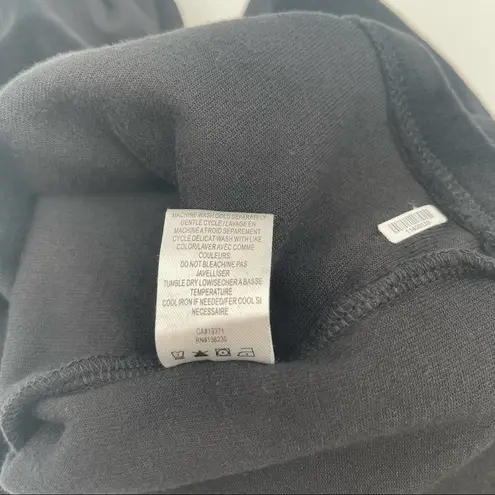 MACHINE WASH COLD SEPARATELY
GENTLE CYCLE / LAVAGE EN
MACHINE A FROID SEPAREMENT
CYCLE DELICAT-WASH WITH LIKE
COLOR/LAVER AVEC COMME
COULEURS
DO NOT BLEACH/NE PAS
JAVELLISER
TUMBLE DRY LOW/SECHER A BASSE
TEMPERATURE
COOL IRON IF NEEDED/FER COOL SI
NECESSAIRE
CA#19371